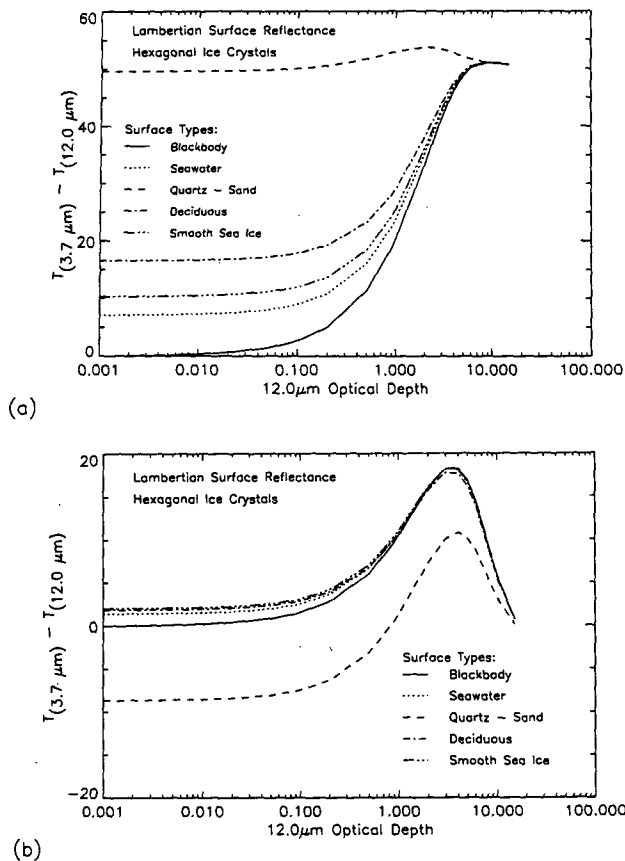 60
Lambertian Surface Reflectance
Hexagonal Ice Crystals
40
Surface Types:
Blackbody
Seawater
Quartz - Sand
Deciduous
Smooth Sea Ice
20
0
T(3.7 μm) - T(12.0 μm)
0.001 0.010 0.100 1.000 10.000 100.000
12.0μm Optical Depth
(a)
20
Lambertian Surface Reflectance
Hexagonal Ice Crystals
0
Surface Types:
Blackbody
Seawater
Quartz - Sand
Deciduous
Smooth Sea Ice
-20
T(3.7 μm) - T(12.0 μm)
0.001 0.010 0.100 1.000 10.000 100.000
12.0μm Optical Depth
(b)